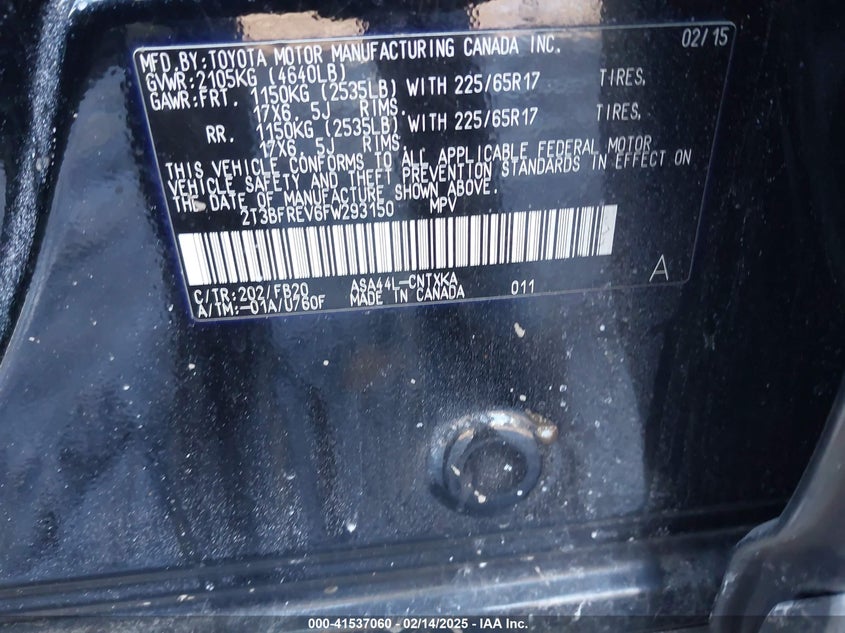 MFD.BY:TOYOTA MOTOR MANUFACTURING CANADA INC. 02/15
GVWR:2105KG (4640LB)
GAWR:FRT. 1150KG (2535LB) WITH 225/65R17 TIRES,
17X6.5J RIMS.
RR. 1150KG (2535LB) WITH 225/65R17 TIRES,
17X6.5J RIMS.
THIS VEHICLE CONFORMS TO ALL APPLICABLE FEDERAL MOTOR
VEHICLE SAFETY AND THEFT PREVENTION STANDARDS IN EFFECT ON
THE DATE OF MANUFACTURE SHOWN ABOVE.
2T3BFREV6FW293150 MPV
C/TR:202/FB20 ASA44L-CNTXKA 011 A
A/TM:-01A/U760F MADE IN CANADA
000-41537060 / 02/14/2025 - IAA Inc.